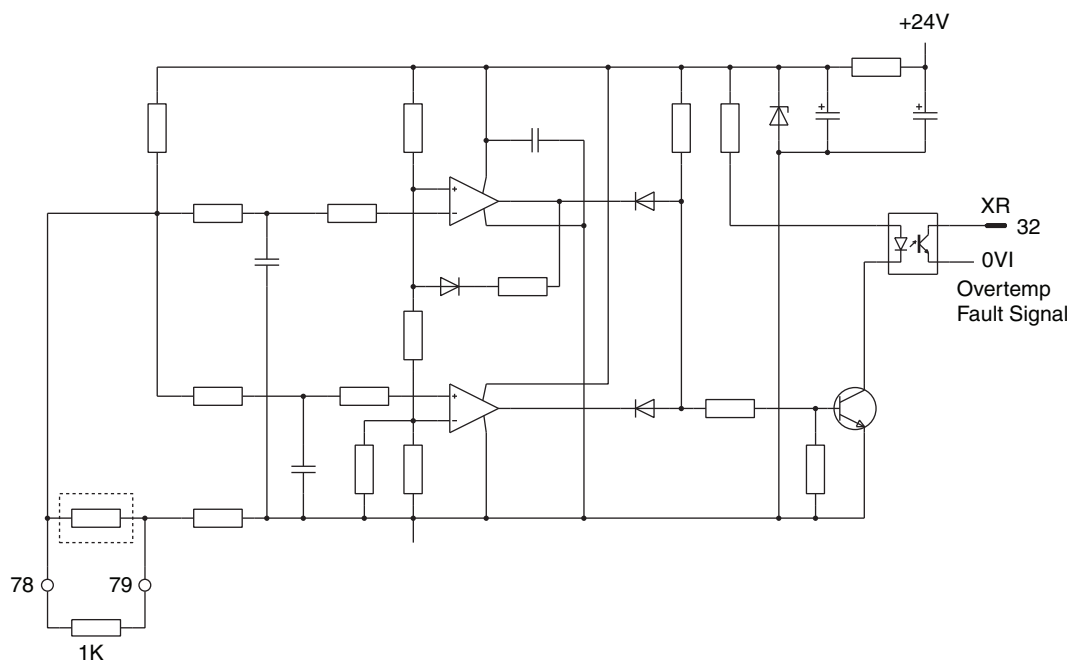 +24V
+
+
+
−
XR
32
0VI
Overtemp
Fault Signal
+
−
78
79
1K